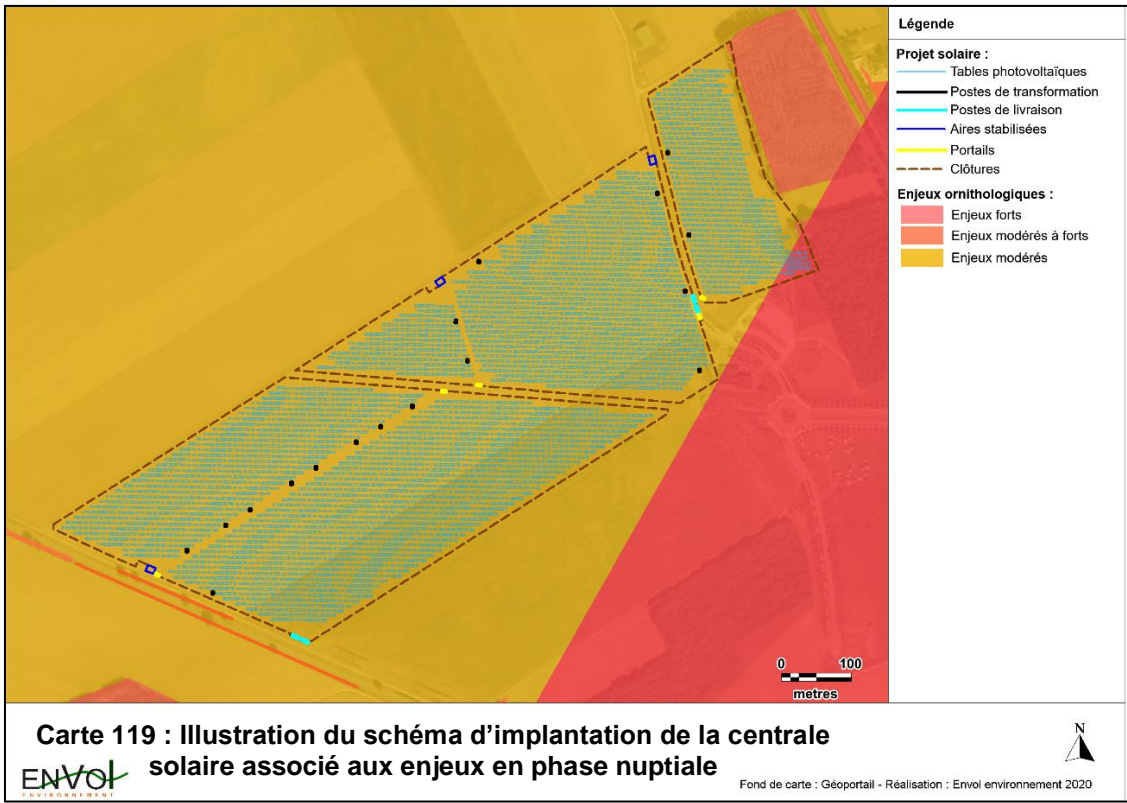 Légende
Projet solaire :
Tables photovoltaïques
Postes de transformation
Postes de livraison
Aires stabilisées
Portails
Clôtures
Enjeux ornithologiques :
Enjeux forts
Enjeux modérés à forts
Enjeux modérés
0 100
metres
Carte 119 : Illustration du schéma d'implantation de la centrale
solaire associé aux enjeux en phase nuptiale
ENVOl
ENVIRONNEMENT
N
Fond de carte : Géoportail - Réalisation : Envol environnement 2020